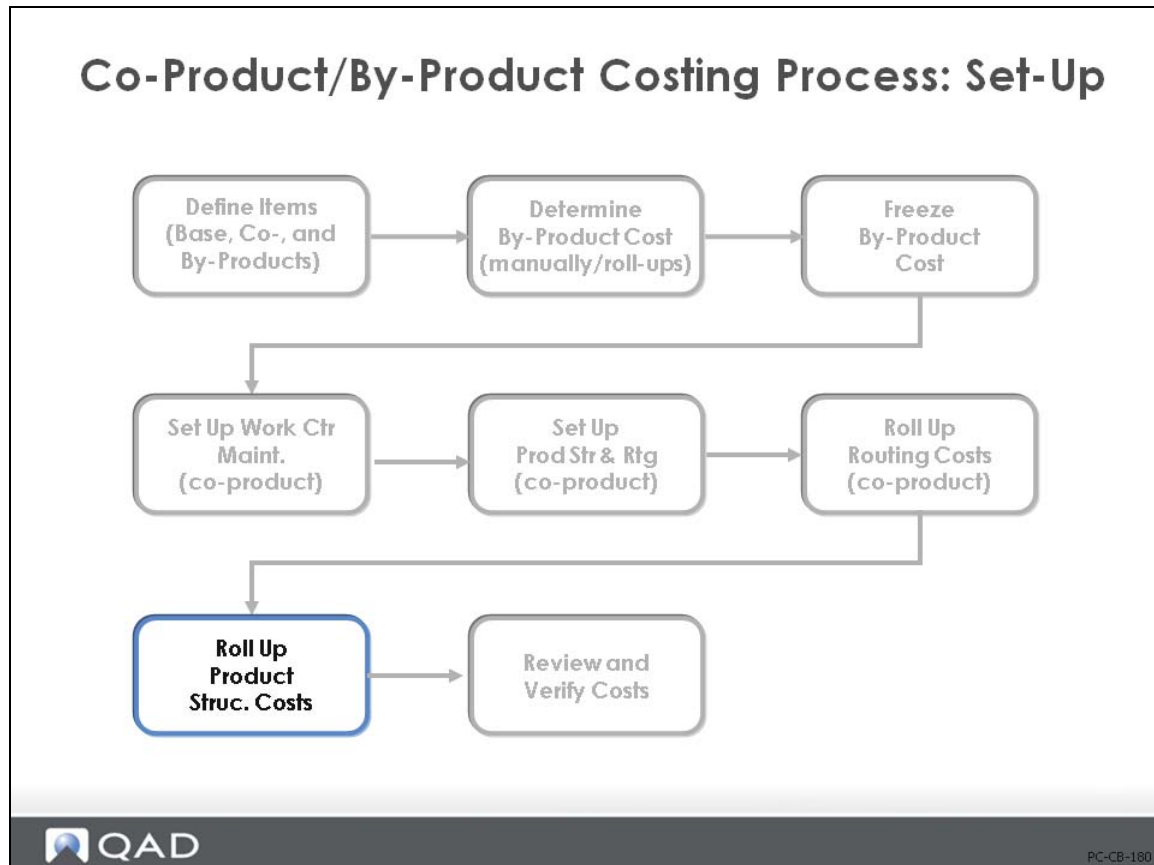 Co-Product/By-Product Costing Process: Set-Up
Define Items
(Base, Co-, and
By-Products)
Determine
By-Product Cost
(manually/roll-ups)
Freeze
By-Product
Cost
Set Up Work Ctr
Maint.
(co-product)
Set Up
Prod Str & Rtg
(co-product)
Roll Up
Routing Costs
(co-product)
Roll Up
Product
Struc. Costs
Review and
Verify Costs
QAD
PC-CB-180